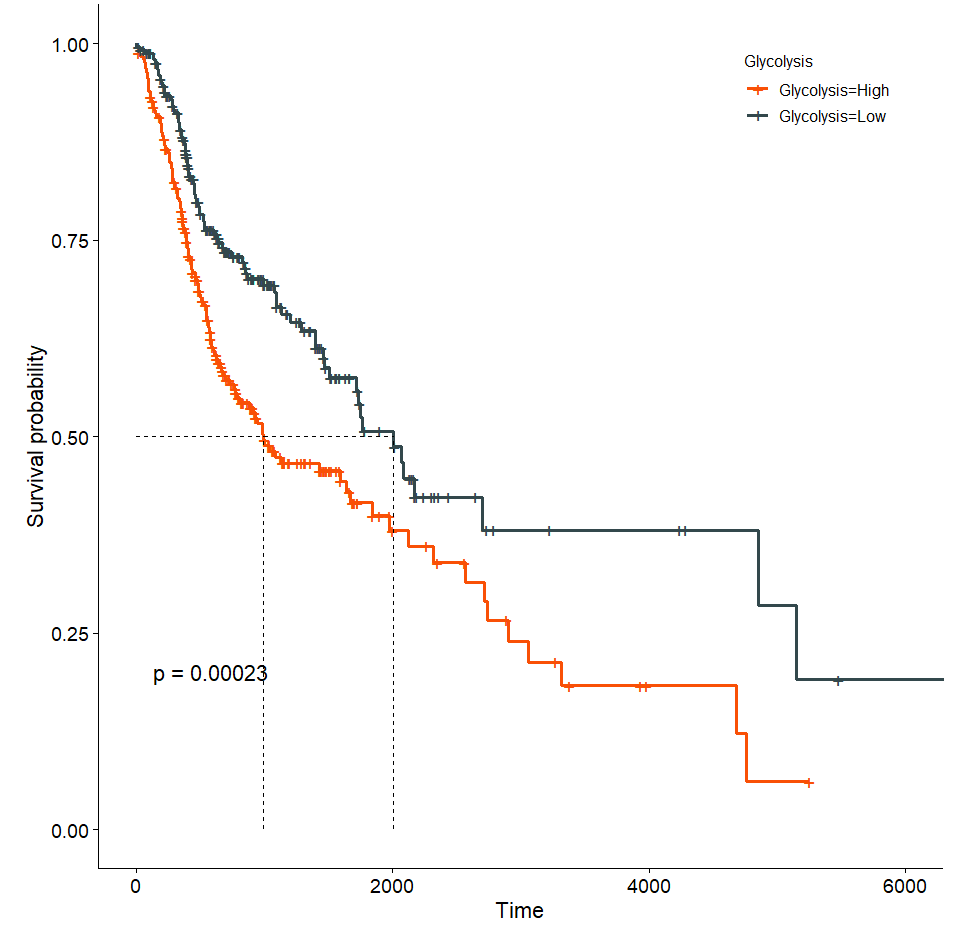 Survival probability
1.00
0.75
0.50
0.25
0.00
Glycolysis
Glycolysis=High
Glycolysis=Low
p = 0.00023
0 2000 4000 6000
Time